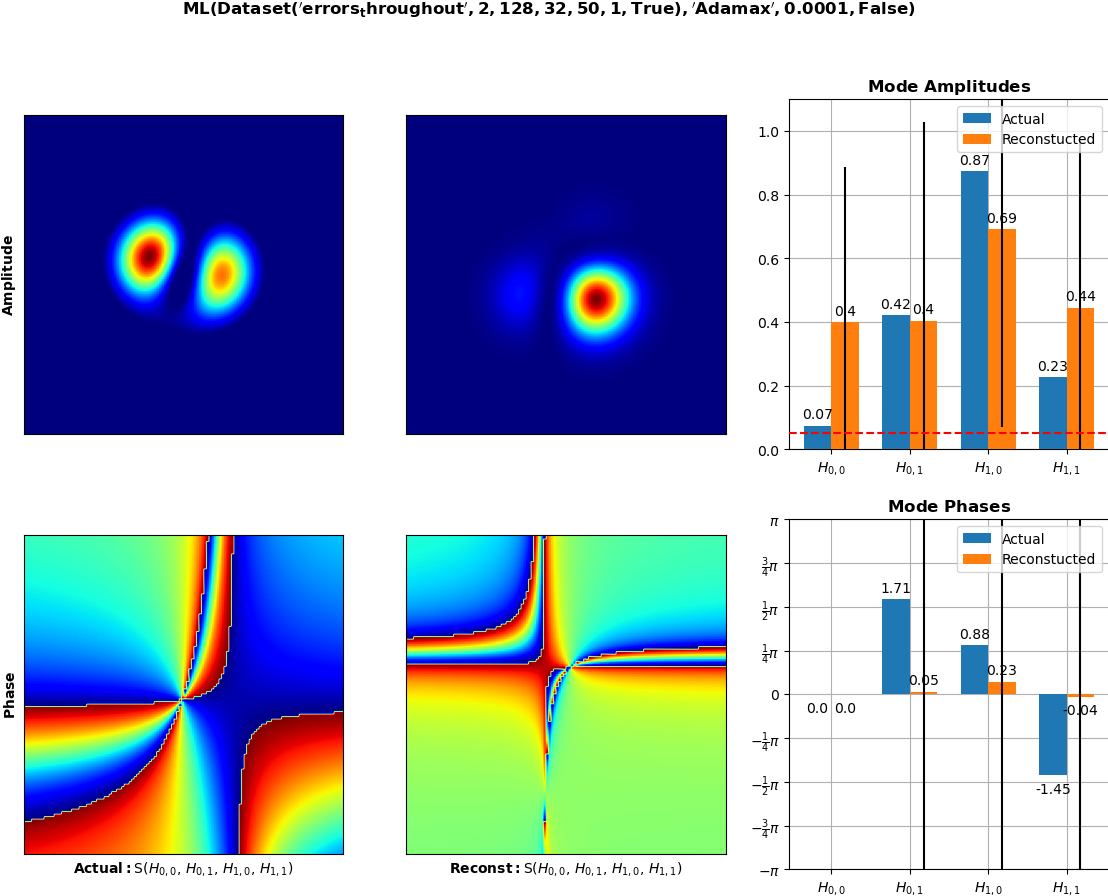 ML(Dataset('errors_throughout', 2, 128, 32, 50, 1, True), 'Adamax', 0.0001, False)
Amplitude
Mode Amplitudes
Actual
Reconstucted
1.0
0.8
0.6
0.4
0.2
0.0
0.07
0.4
0.42
0.4
0.87
0.69
0.23
0.44
H0,0
H0,1
H1,0
H1,1
Phase
Actual: S(H0,0, H0,1, H1,0, H1,1)
Reconst: S(H0,0, H0,1, H1,0, H1,1)
Mode Phases
Actual
Reconstucted
π
3/4π
1/2π
1/4π
0
−1/4π
−1/2π
−3/4π
−π
0.0
0.0
1.71
0.05
0.88
0.23
-1.45
-0.04
H0,0
H0,1
H1,0
H1,1